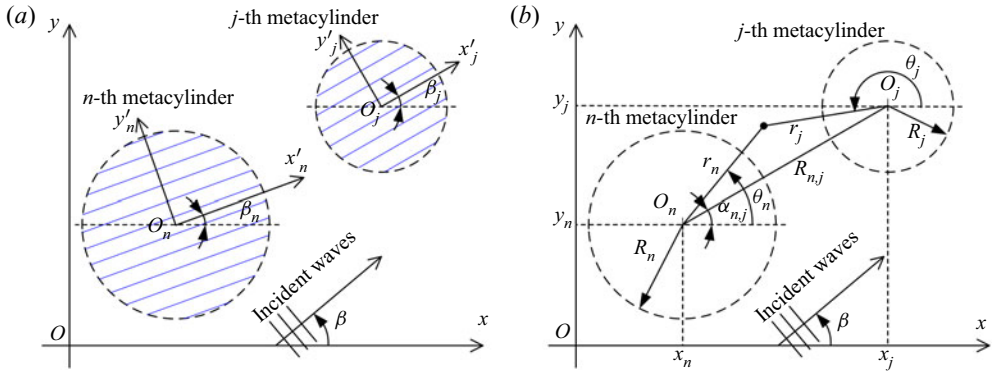 (a)
y
j-th metacylinder
y′j
x′j
βj
Oj
n-th metacylinder
y′n
x′n
βn
On
Incident waves
β
O
x
(b)
y
j-th metacylinder
θj
yj
Oj
n-th metacylinder
rj
Rj
rn
Rn,j
On
αn,j
θn
yn
Rn
Incident waves
β
O
x
xn
xj